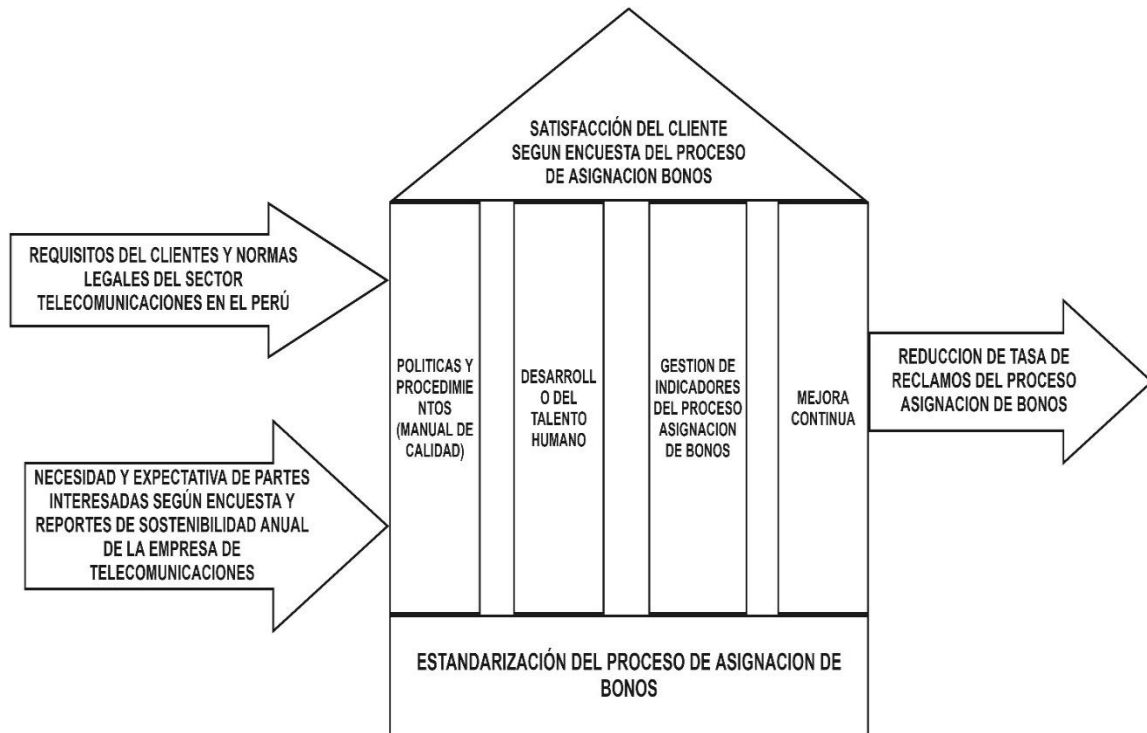 SATISFACCIÓN DEL CLIENTE
SEGUN ENCUESTA DEL PROCESO
DE ASIGNACION BONOS
REQUISITOS DEL CLIENTES Y NORMAS
LEGALES DEL SECTOR
TELECOMUNICACIONES EN EL PERÚ
NECESIDAD Y EXPECTATIVA DE PARTES
INTERESADAS SEGÚN ENCUESTA Y
REPORTES DE SOSTENIBILIDAD ANUAL
DE LA EMPRESA DE
TELECOMUNICACIONES
POLITICAS Y
PROCEDIMIE
NTOS
(MANUAL DE
CALIDAD)
DESARROLL
O DEL
TALENTO
HUMANO
GESTION DE
INDICADORES
DEL PROCESO
ASIGNACION
DE BONOS
MEJORA
CONTINUA
REDUCCION DE TASA DE
RECLAMOS DEL PROCESO
ASIGNACION DE BONOS
ESTANDARIZACIÓN DEL PROCESO DE ASIGNACION DE
BONOS